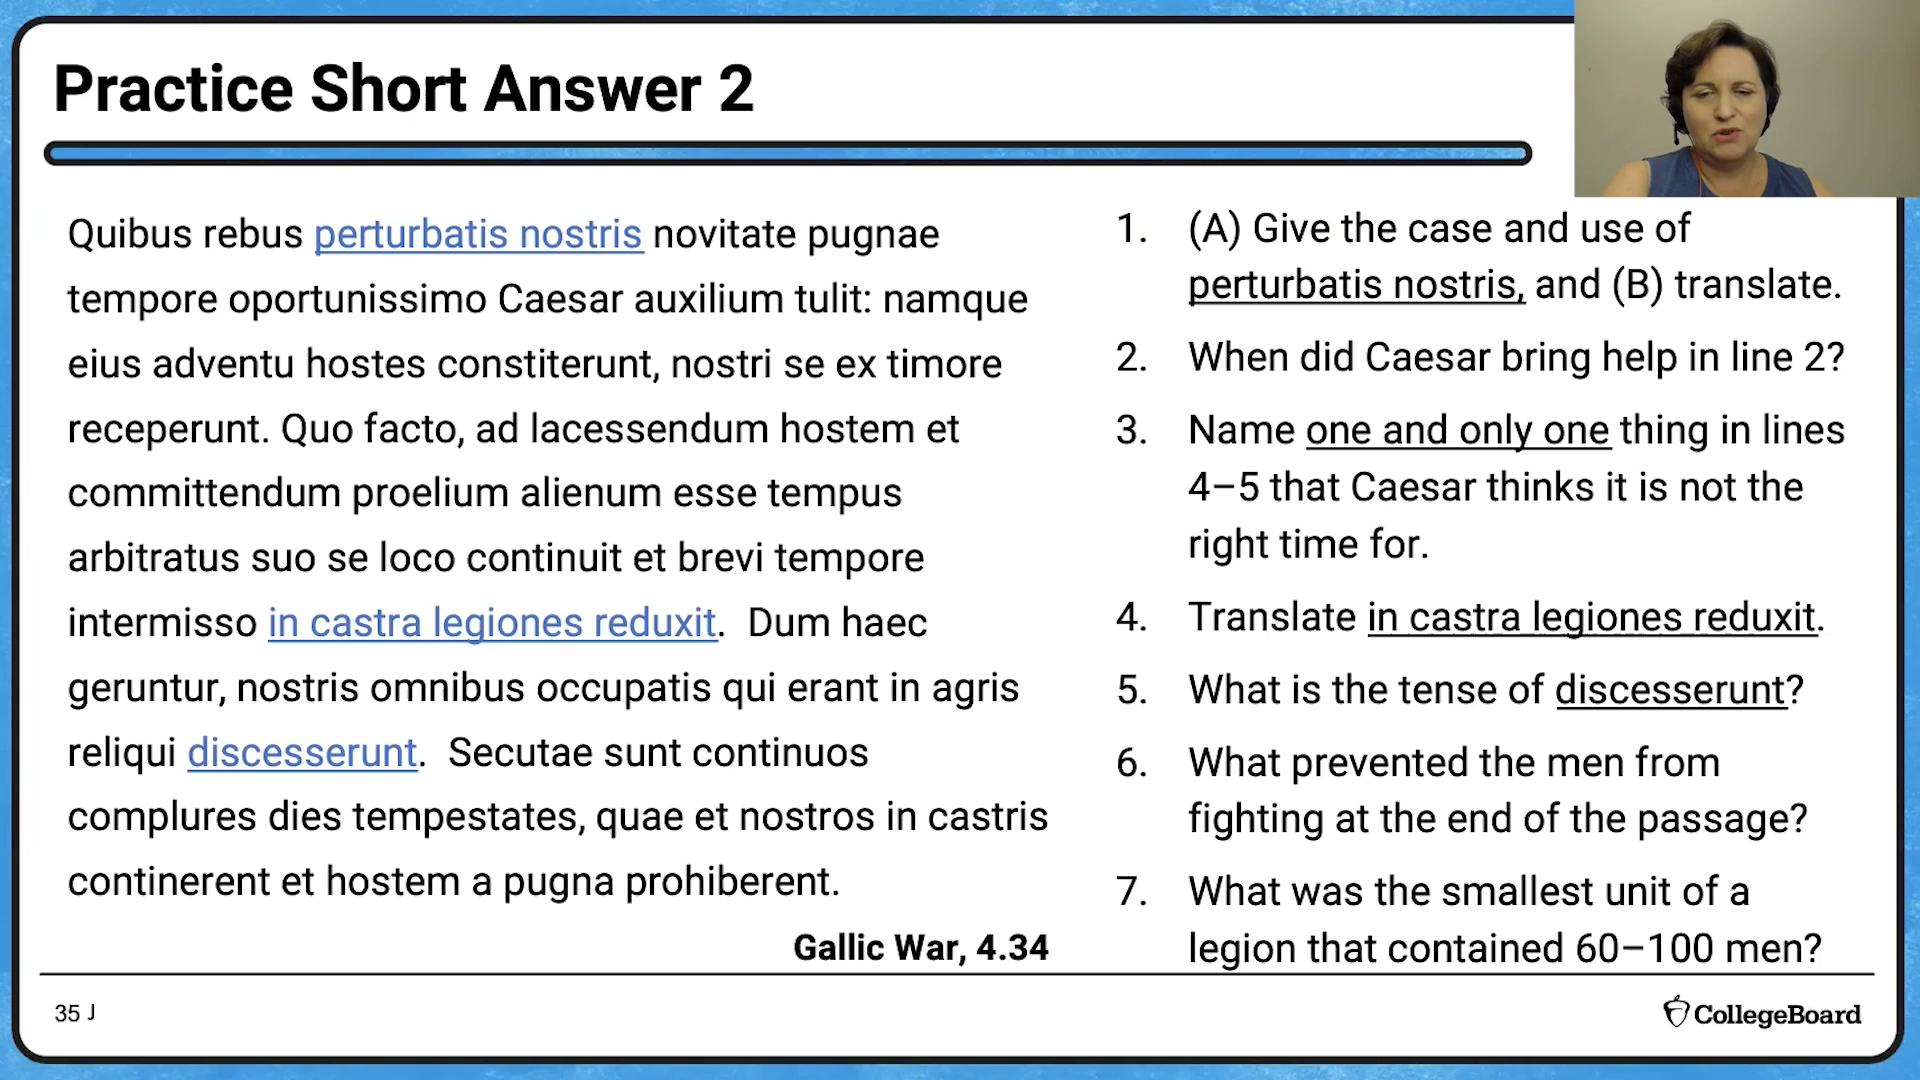 Practice Short Answer 2
Quibus rebus perturbatis nostris novitate pugnae
tempore oportunissimo Caesar auxilium tulit: namque
eius adventu hostes constiterunt, nostri se ex timore
receperunt. Quo facto, ad lacessendum hostem et
committendum proelium alienum esse tempus
arbitratus suo se loco continuit et brevi tempore
intermisso in castra legiones reduxit.  Dum haec
geruntur, nostris omnibus occupatis qui erant in agris
reliqui discesserunt.  Secutae sunt continuos
complures dies tempestates, quae et nostros in castris
continerent et hostem a pugna prohiberent.
Gallic War, 4.34
1. (A) Give the case and use of
perturbatis nostris, and (B) translate.
2. When did Caesar bring help in line 2?
3. Name one and only one thing in lines
4–5 that Caesar thinks it is not the
right time for.
4. Translate in castra legiones reduxit.
5. What is the tense of discesserunt?
6. What prevented the men from
fighting at the end of the passage?
7. What was the smallest unit of a
legion that contained 60–100 men?
35 J
CollegeBoard